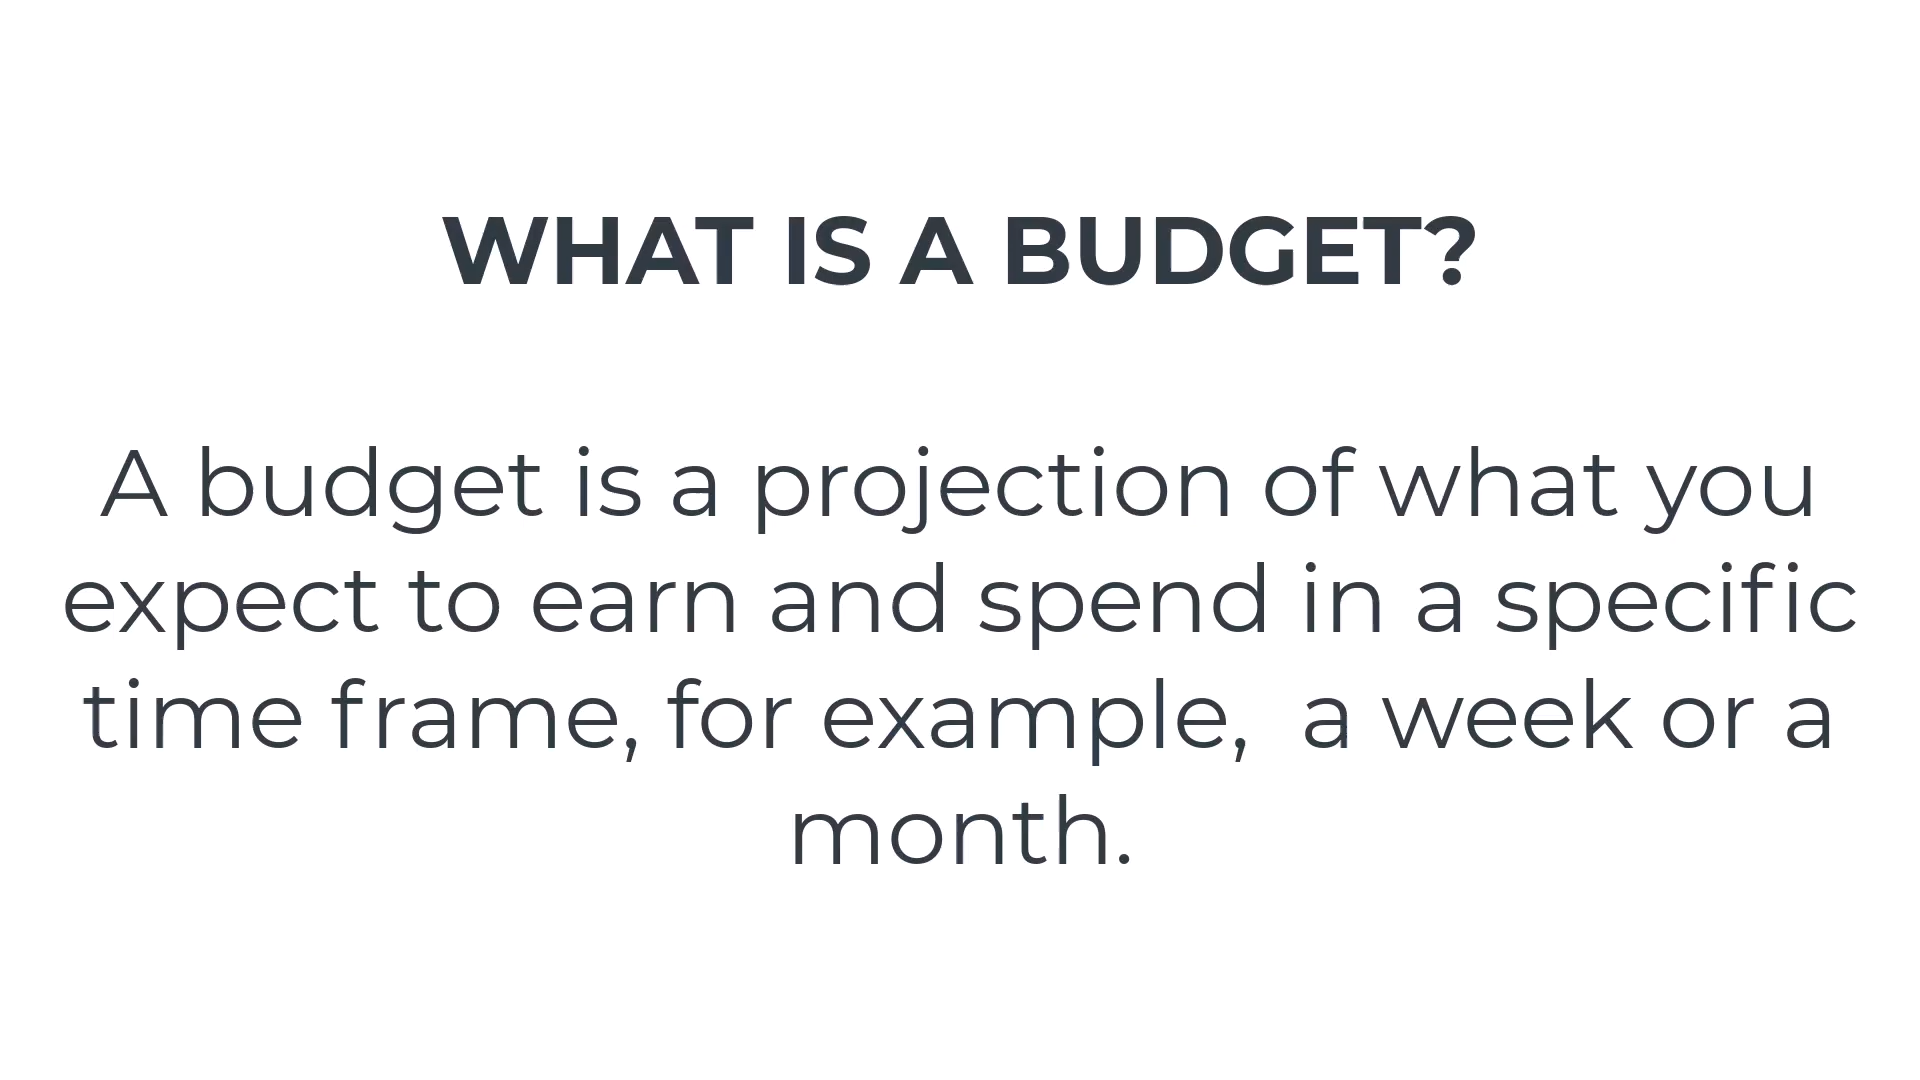 WHAT IS A BUDGET?
A budget is a projection of what you
expect to earn and spend in a specific
time frame, for example,  a week or a
month.